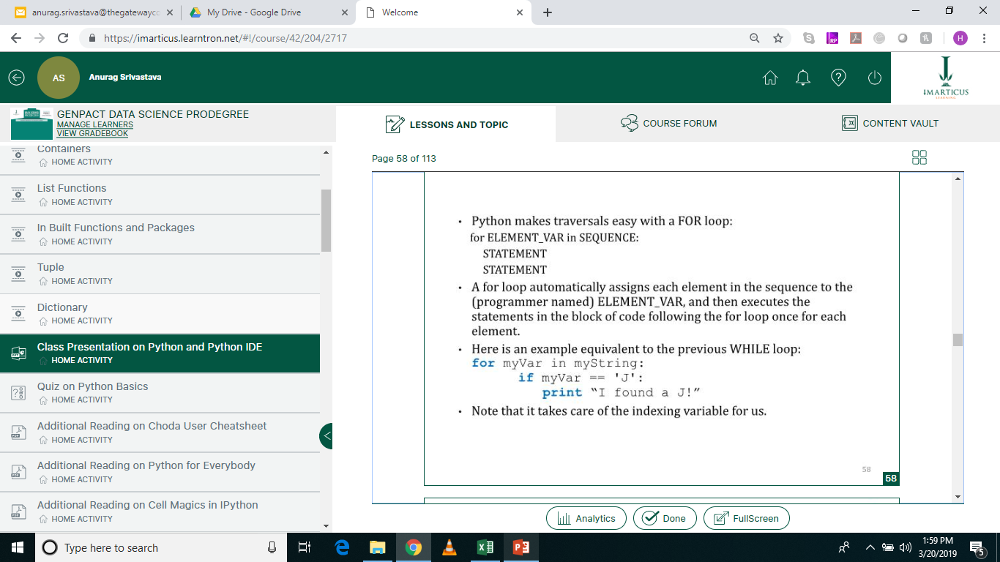 anurag.srivastava@thegatewayco
My Drive - Google Drive
Welcome
https://imarticus.learntron.net/#!/course/42/204/2717
RP
H
AS
Anurag Srivastava
IMARTICUS
LEARNING
GENPACT DATA SCIENCE PRODEGREE
MANAGE LEARNERS
VIEW GRADEBOOK
LESSONS AND TOPIC
COURSE FORUM
CONTENT VAULT
Containers
HOME ACTIVITY
List Functions
HOME ACTIVITY
In Built Functions and Packages
HOME ACTIVITY
Tuple
HOME ACTIVITY
Dictionary
HOME ACTIVITY
Class Presentation on Python and Python IDE
HOME ACTIVITY
Quiz on Python Basics
HOME ACTIVITY
Additional Reading on Choda User Cheatsheet
HOME ACTIVITY
Additional Reading on Python for Everybody
HOME ACTIVITY
Additional Reading on Cell Magics in IPython
HOME ACTIVITY
Page 58 of 113
• Python makes traversals easy with a FOR loop:
for ELEMENT_VAR in SEQUENCE:
STATEMENT
STATEMENT
• A for loop automatically assigns each element in the sequence to the
(programmer named) ELEMENT_VAR, and then executes the
statements in the block of code following the for loop once for each
element.
• Here is an example equivalent to the previous WHILE loop:
for myVar in myString:
if myVar == 'J':
print “I found a J!”
• Note that it takes care of the indexing variable for us.
58
58
Analytics
Done
FullScreen
Type here to search
1:59 PM
3/20/2019
5